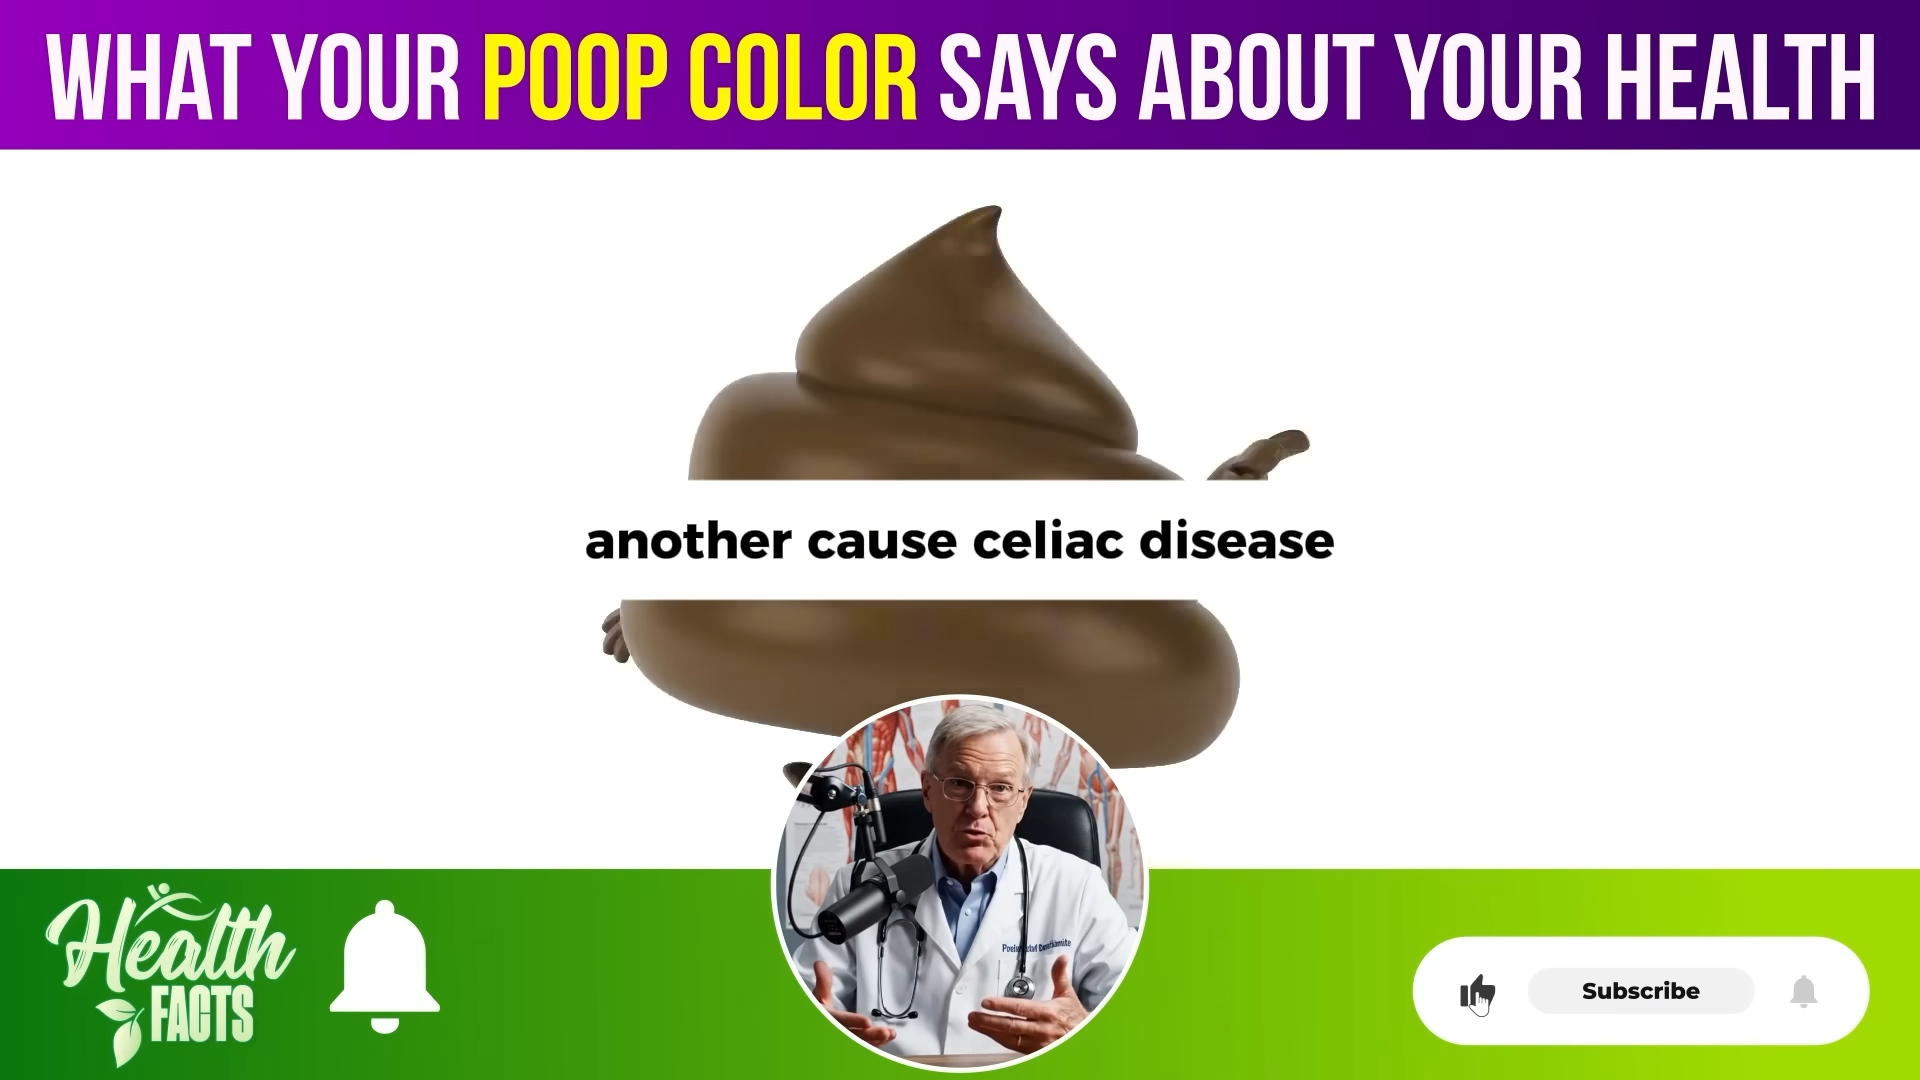 WHAT YOUR POOP COLOR SAYS ABOUT YOUR HEALTH
another cause celiac disease
Health
FACTS
Subscribe